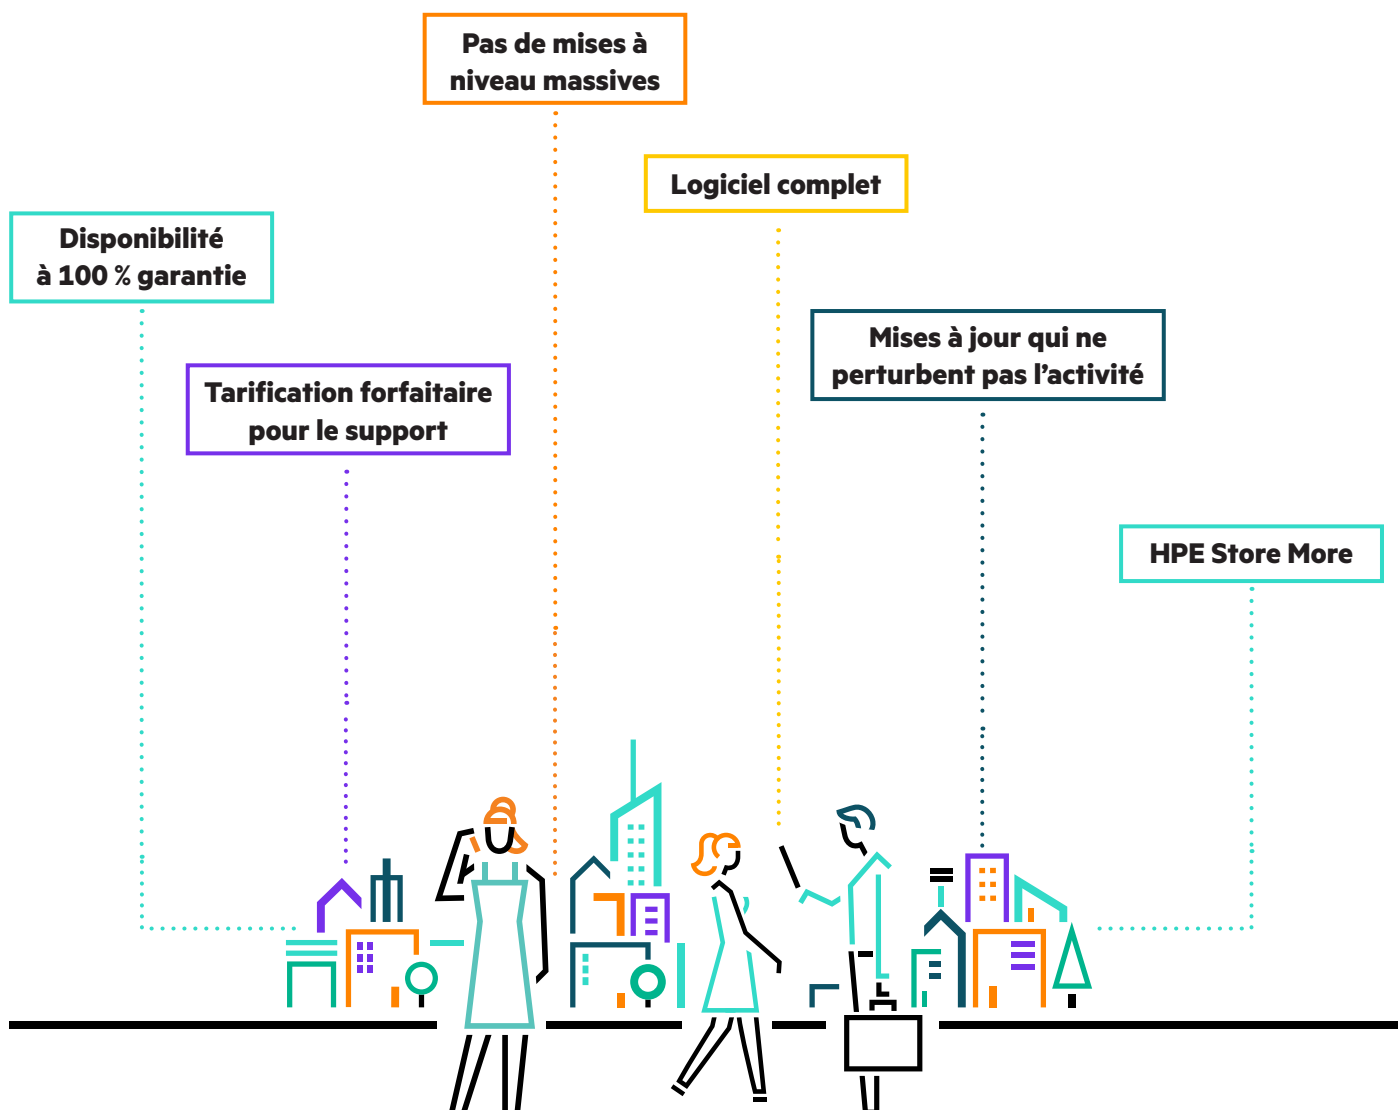 Pas de mises à
niveau massives
Logiciel complet
Disponibilité
à 100 % garantie
Mises à jour qui ne
perturbent pas l’activité
Tarification forfaitaire
pour le support
HPE Store More